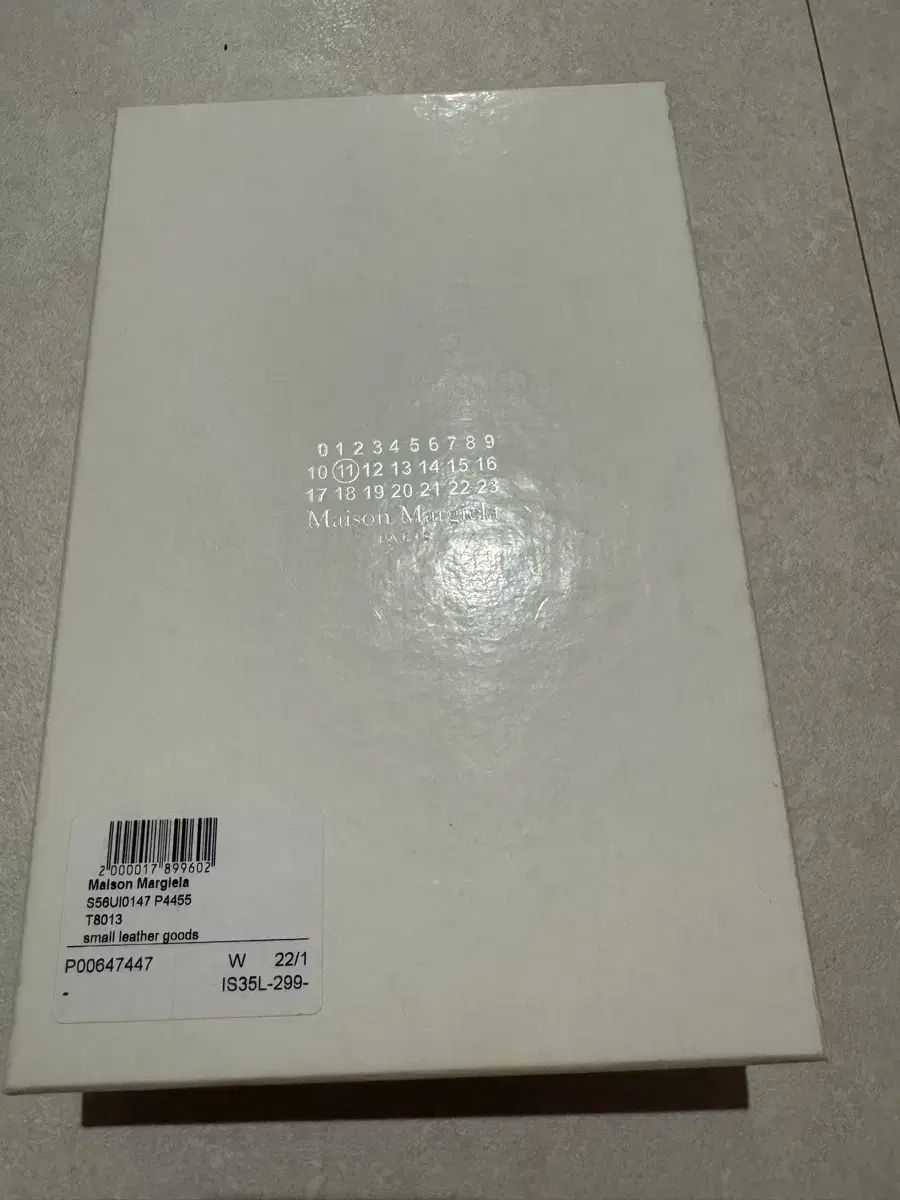 0 1 2 3 4 5 6 7 8 9
10 11 12 13 14 15 16
17 18 19 20 21 22 23
Maison Margiela
PARIS
2 000017 899602
Maison Margiela
S56UI0147 P4455
T8013
small leather goods
P00647447 W 22/1
- IS35L-299-